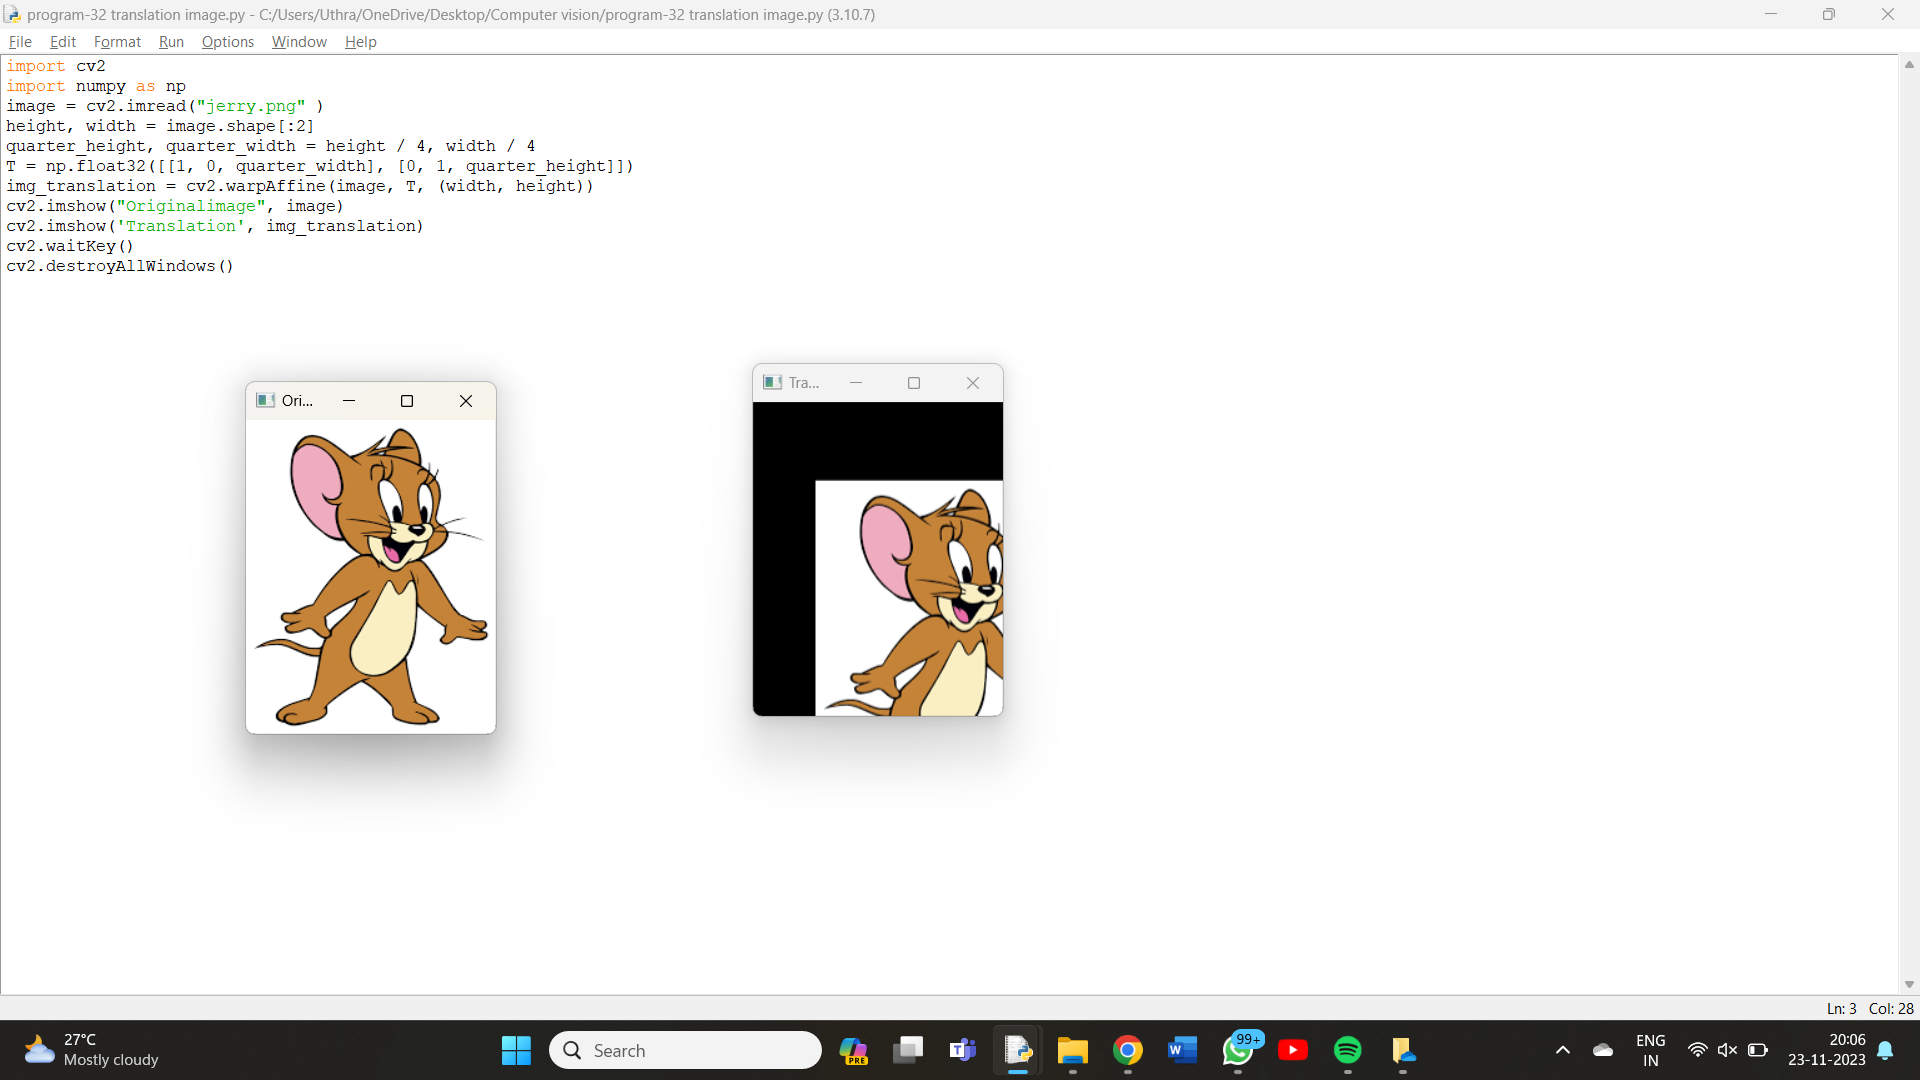 program-32 translation image.py - C:/Users/Uthra/OneDrive/Desktop/Computer vision/program-32 translation image.py (3.10.7)
File Edit Format Run Options Window Help
import cv2
import numpy as np
image = cv2.imread("jerry.png" )
height, width = image.shape[:2]
quarter_height, quarter_width = height / 4, width / 4
T = np.float32([[1, 0, quarter_width], [0, 1, quarter_height]])
img_translation = cv2.warpAffine(image, T, (width, height))
cv2.imshow("Originalimage", image)
cv2.imshow('Translation', img_translation)
cv2.waitKey()
cv2.destroyAllWindows()
Tra...
Ori...
Ln: 3 Col: 28
27°C
Mostly cloudy
Search
PRE
99+
ENG
IN
20:06
23-11-2023